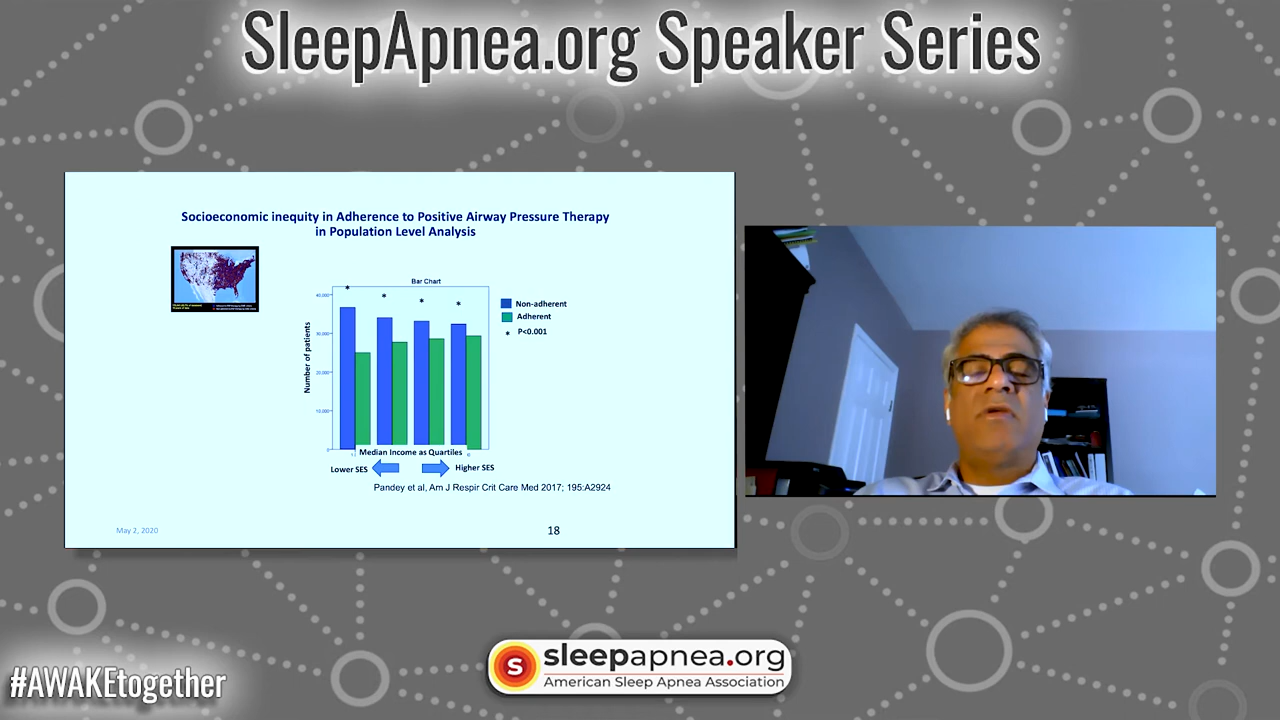 SleepApnea.org Speaker Series
Socioeconomic inequity in Adherence to Positive Airway Pressure Therapy
in Population Level Analysis
Bar Chart
Number of patients
40,000
30,000
20,000
10,000
0
Non-adherent
Adherent
* P<0.001
Median Income as Quartiles
Lower SES
Higher SES
Pandey et al, Am J Respir Crit Care Med 2017; 195:A2924
May 2, 2020
18
#AWAKEtogether
S
sleepapnea.org
American Sleep Apnea Association